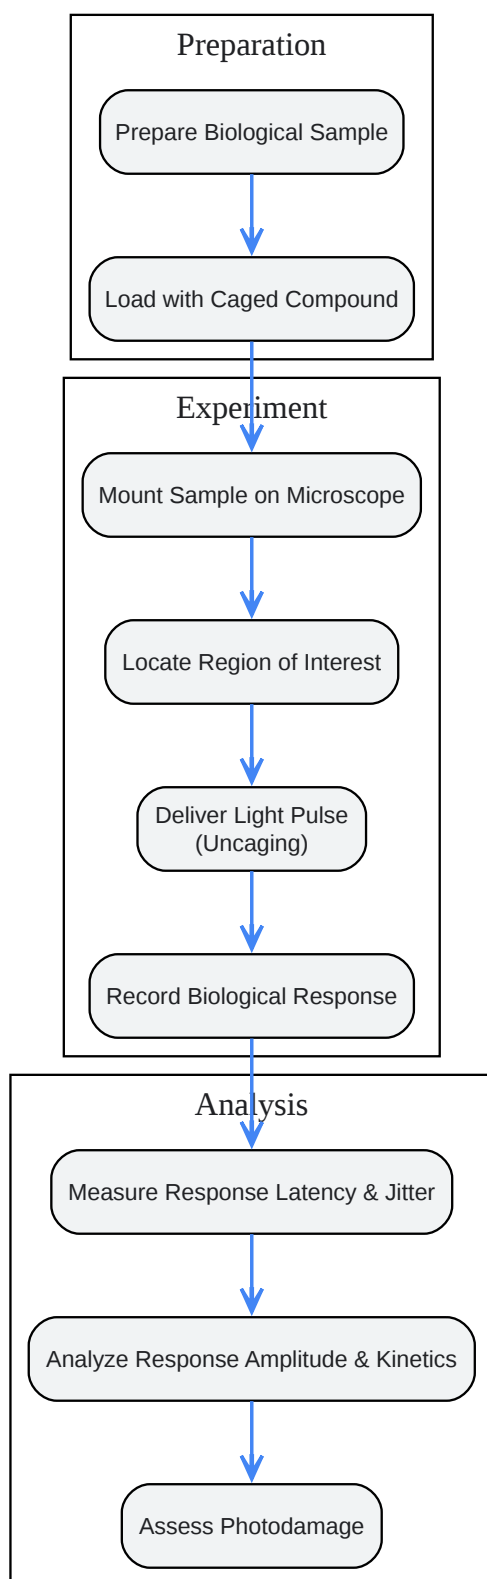 Preparation
Prepare Biological Sample
Load with Caged Compound
Experiment
Mount Sample on Microscope
Locate Region of Interest
Deliver Light Pulse
(Uncaging)
Record Biological Response
Analysis
Measure Response Latency & Jitter
Analyze Response Amplitude & Kinetics
Assess Photodamage